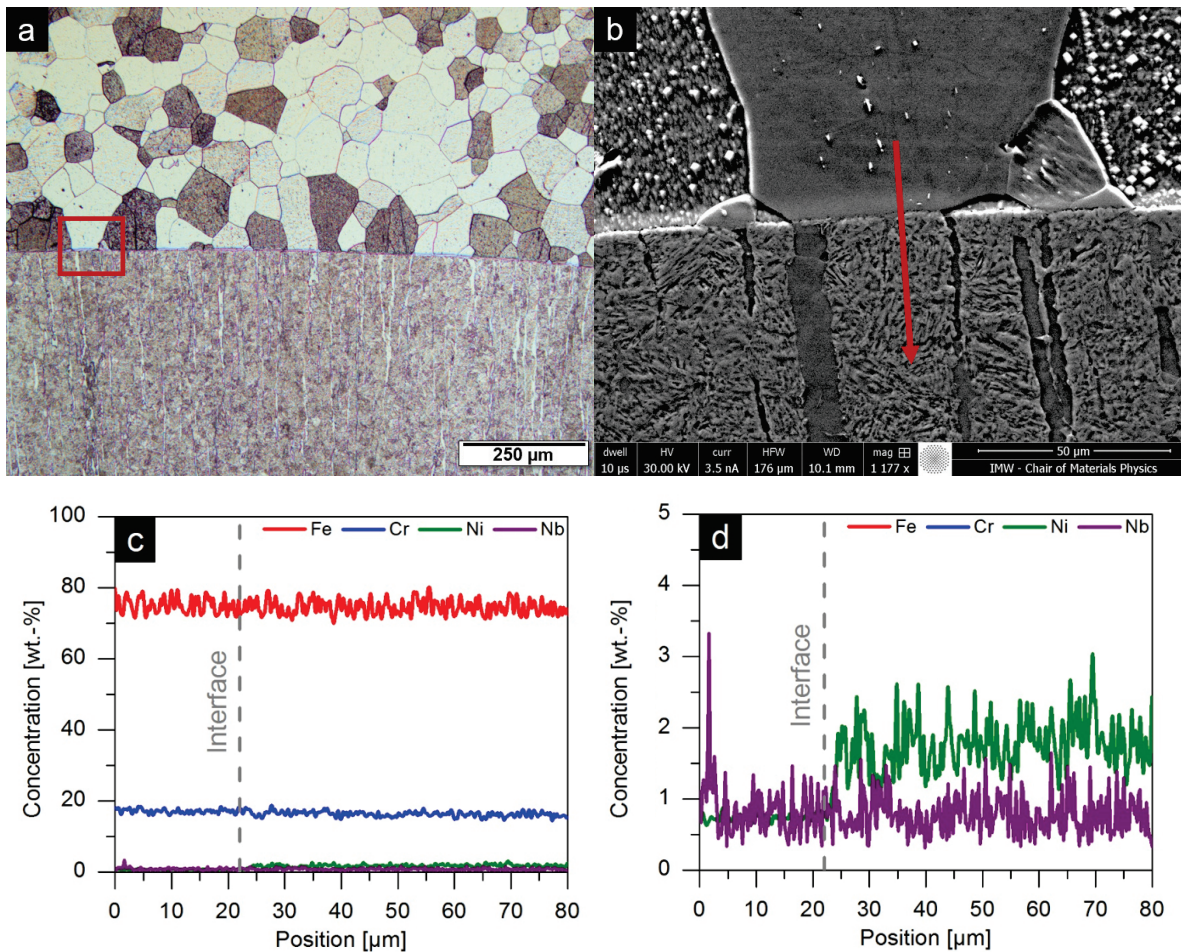 a
250 µm
b
dwell HV curr HFW WD mag 50 µm
10 µs 30.00 kV 3.5 nA 176 µm 10.1 mm 1 177 x IMW - Chair of Materials Physics
c
Fe Cr Ni Nb
Concentration [wt.-%]
100
80
60
40
20
0
Interface
0 10 20 30 40 50 60 70 80
Position [µm]
d
Fe Cr Ni Nb
Concentration [wt.-%]
5
4
3
2
1
0
Interface
0 10 20 30 40 50 60 70 80
Position [µm]